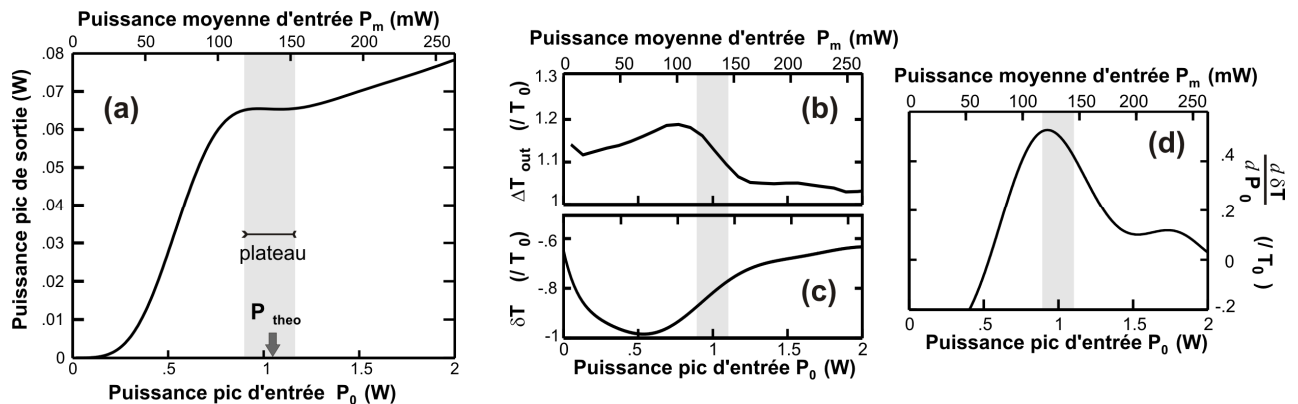 Puissance moyenne d'entrée P_m (mW)
0 50 100 150 200 250
Puissance pic de sortie (W)
.08
.07
.06
.05
.04
.03
.02
.01
0
(a)
plateau
P theo
0 .5 1 1.5 2
Puissance pic d'entrée P_0 (W)
Puissance moyenne d'entrée P_m (mW)
0 50 100 150 200 250
ΔT_out (/ T_0)
1.3
1.2
1.1
1
(b)
δT (/ T_0)
-.6
-.8
-1
(c)
0 .5 1 1.5 2
Puissance pic d'entrée P_0 (W)
Puissance moyenne d'entrée P_m (mW)
0 50 100 150 200 250
(d)
.4
.2
0
-.2
d δT / d P_0 (/ T_0)
0 .5 1 1.5 2
Puissance pic d'entrée P_0 (W)